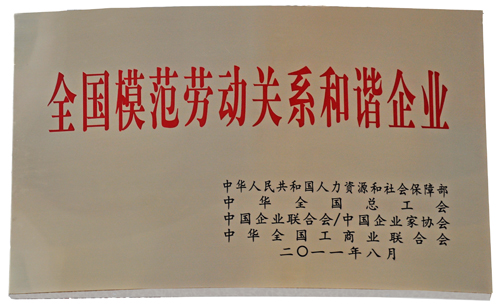 全国模范劳动关系和谐企业
中华人民共和国人力资源和社会保障部
中华全国总工会
中国企业联合会/中国企业家协会
中华全国工商业联合会
二〇一一年八月